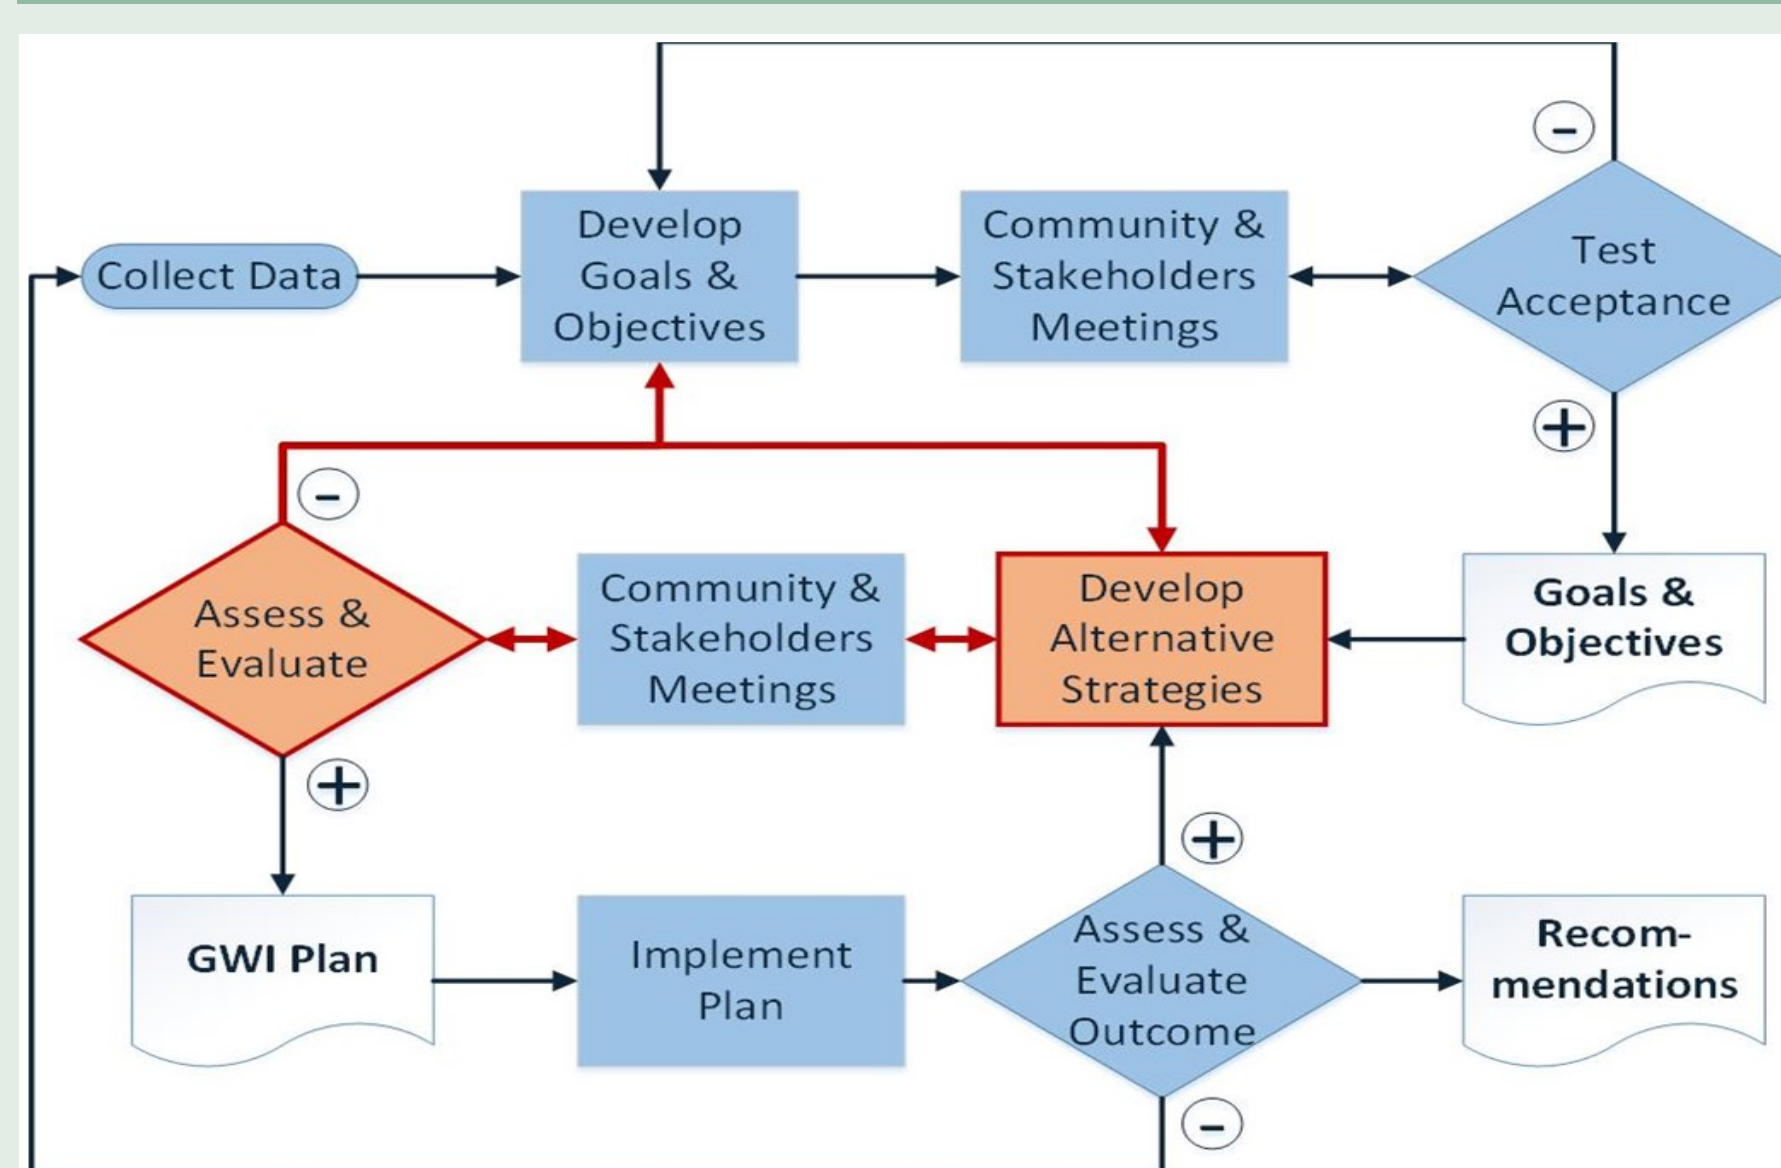 -
Develop
Goals &
Objectives
Community &
Stakeholders
Meetings
Test
Acceptance
Collect Data
+
-
Assess &
Evaluate
Community &
Stakeholders
Meetings
Develop
Alternative
Strategies
Goals &
Objectives
+
+
GWI Plan
Implement
Plan
Assess &
Evaluate
Outcome
Recom-
mendations
-